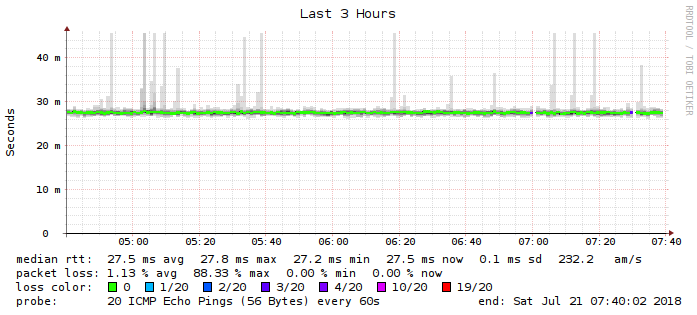 Last 3 Hours
RRDTOOL / TOBI OETIKER
Seconds
40 m
30 m
20 m
10 m
0
05:00 05:20 05:40 06:00 06:20 06:40 07:00 07:20 07:40
median rtt: 27.5 ms avg 27.8 ms max 27.2 ms min 27.5 ms now 0.1 ms sd 232.2 am/s
packet loss: 1.13 % avg 88.33 % max 0.00 % min 0.00 % now
loss color: 0 1/20 2/20 3/20 4/20 10/20 19/20
probe: 20 ICMP Echo Pings (56 Bytes) every 60s end: Sat Jul 21 07:40:02 2018